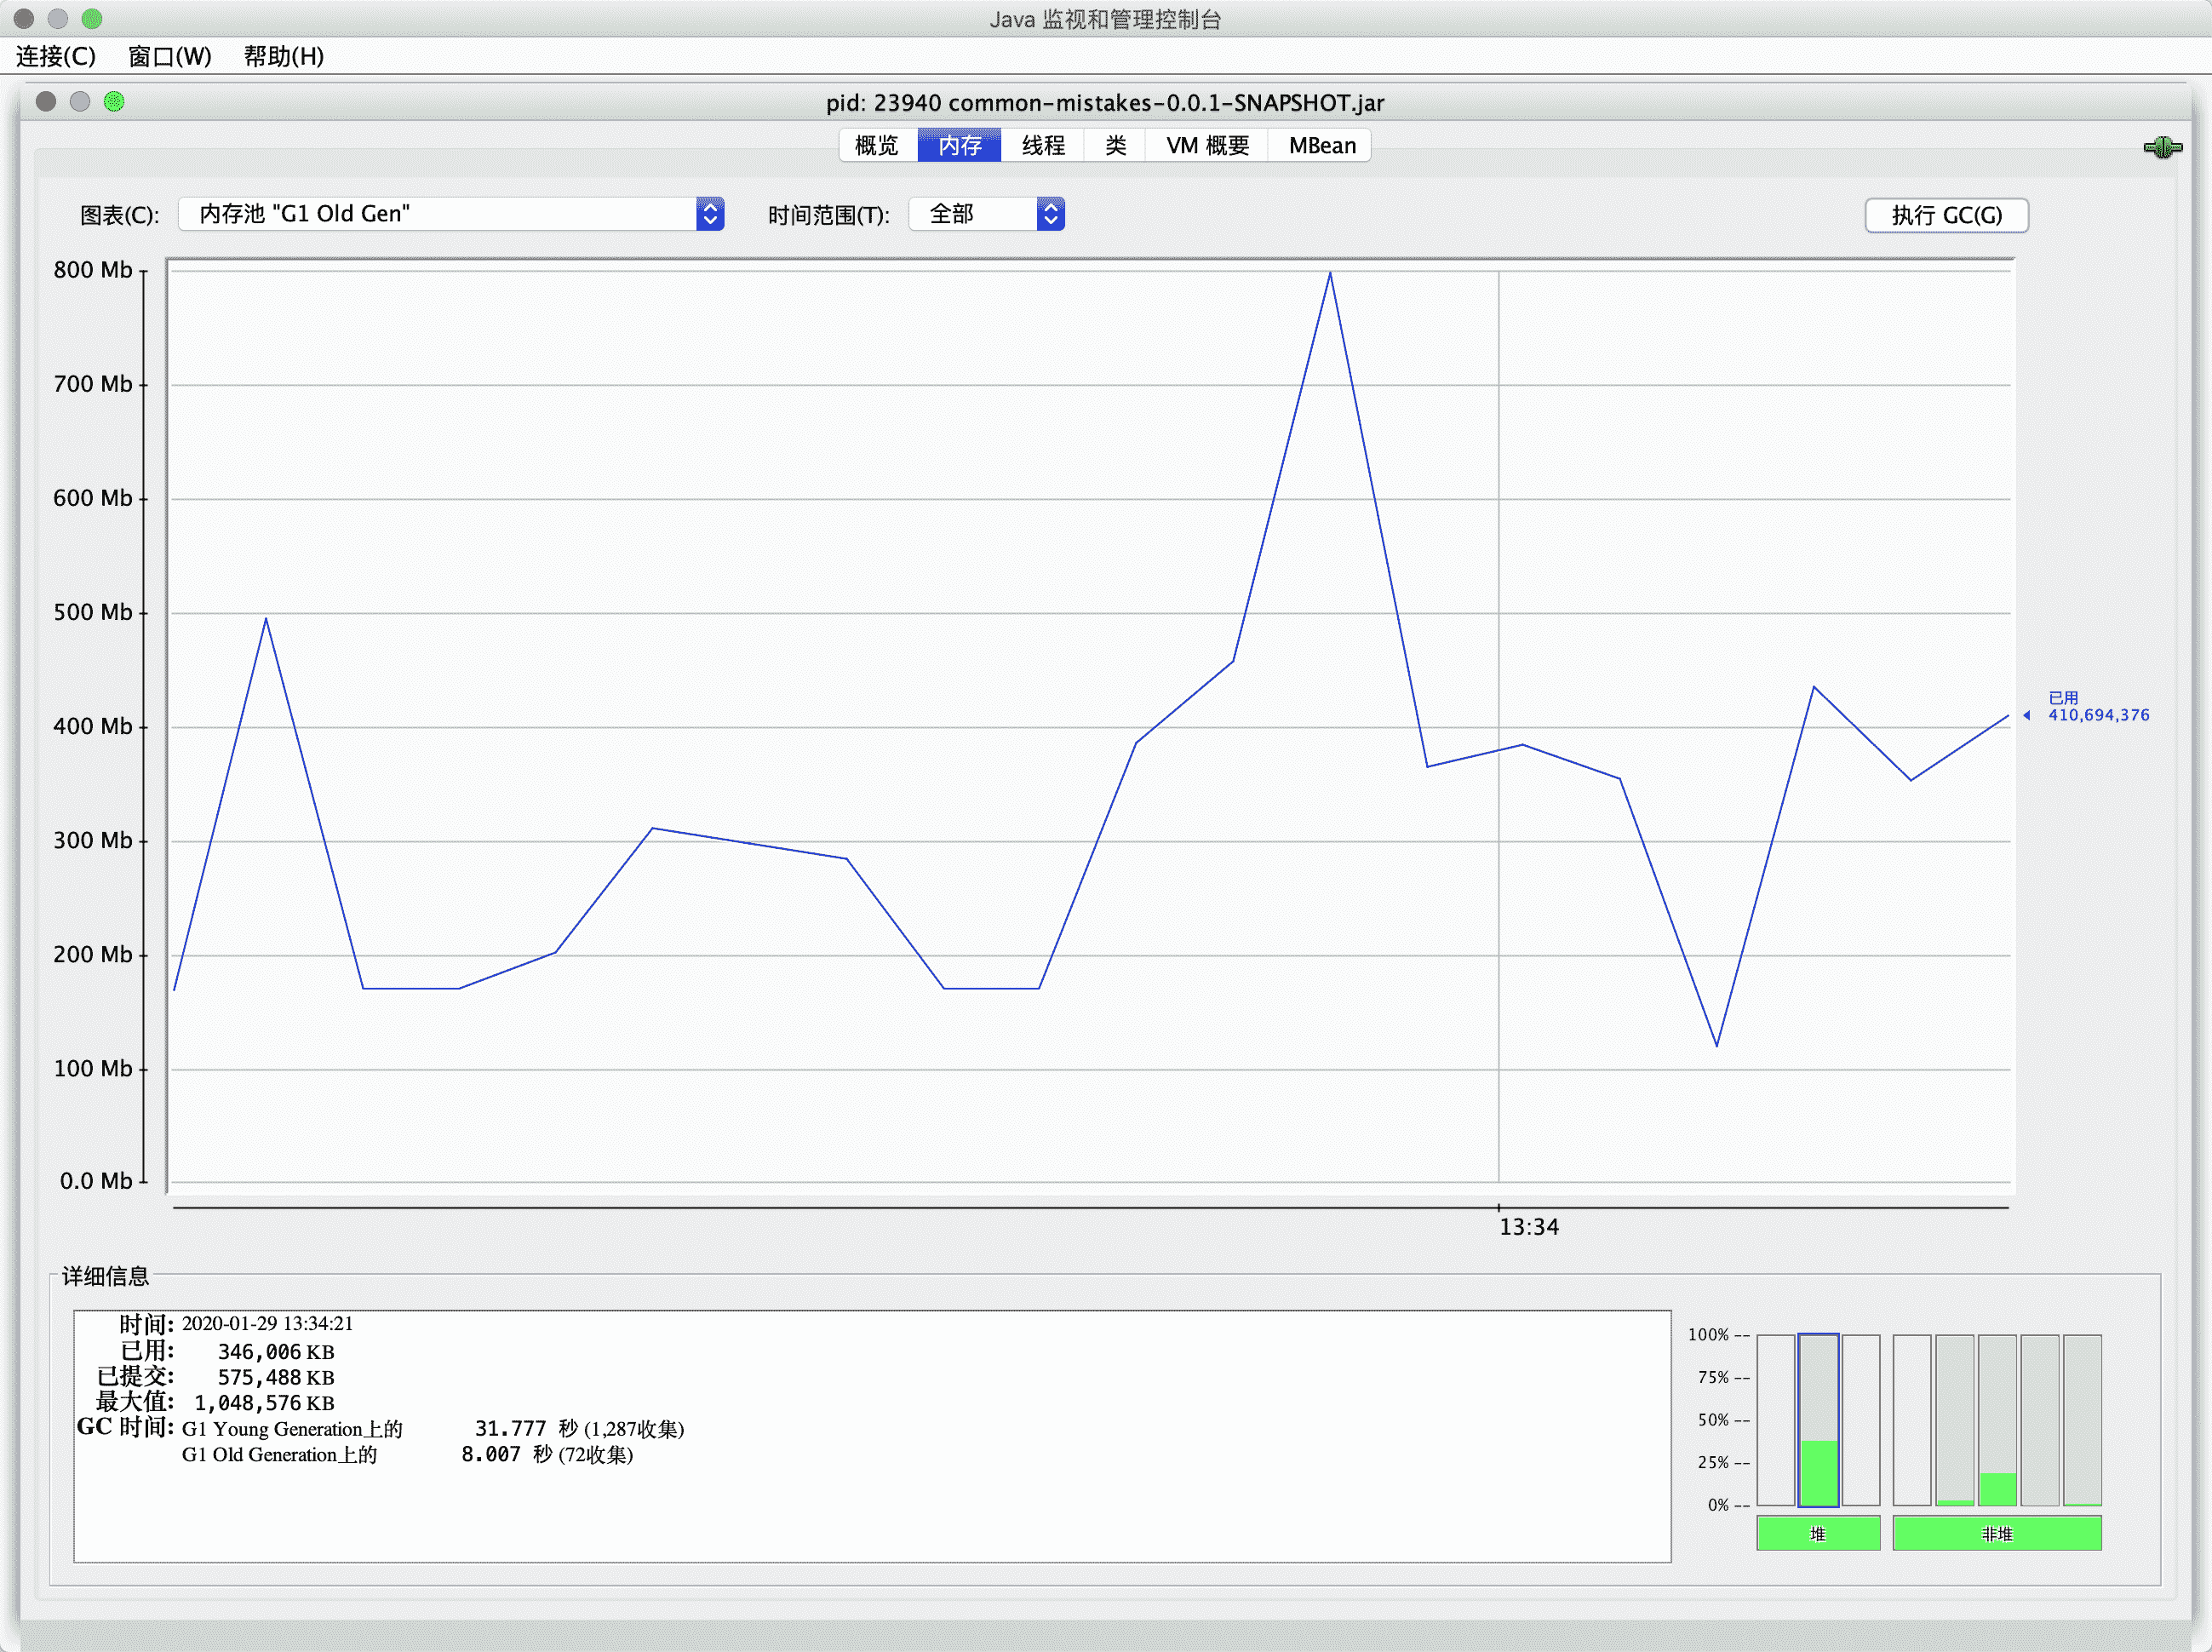 Java 监视和管理控制台
连接(C) 窗口(W) 帮助(H)
pid: 23940 common-mistakes-0.0.1-SNAPSHOT.jar
概览 内存 线程 类 VM 概要 MBean
图表(C): 内存池 "G1 Old Gen" 时间范围(T): 全部 执行 GC(G)
800 Mb
700 Mb
600 Mb
500 Mb
400 Mb
300 Mb
200 Mb
100 Mb
0.0 Mb
已用
410,694,376
13:34
详细信息
时间: 2020-01-29 13:34:21
已用: 346,006 KB
已提交: 575,488 KB
最大值: 1,048,576 KB
GC 时间: G1 Young Generation上的 31.777 秒 (1,287收集)
G1 Old Generation上的 8.007 秒 (72收集)
100% --
75% --
50% --
25% --
0% --
堆 非堆